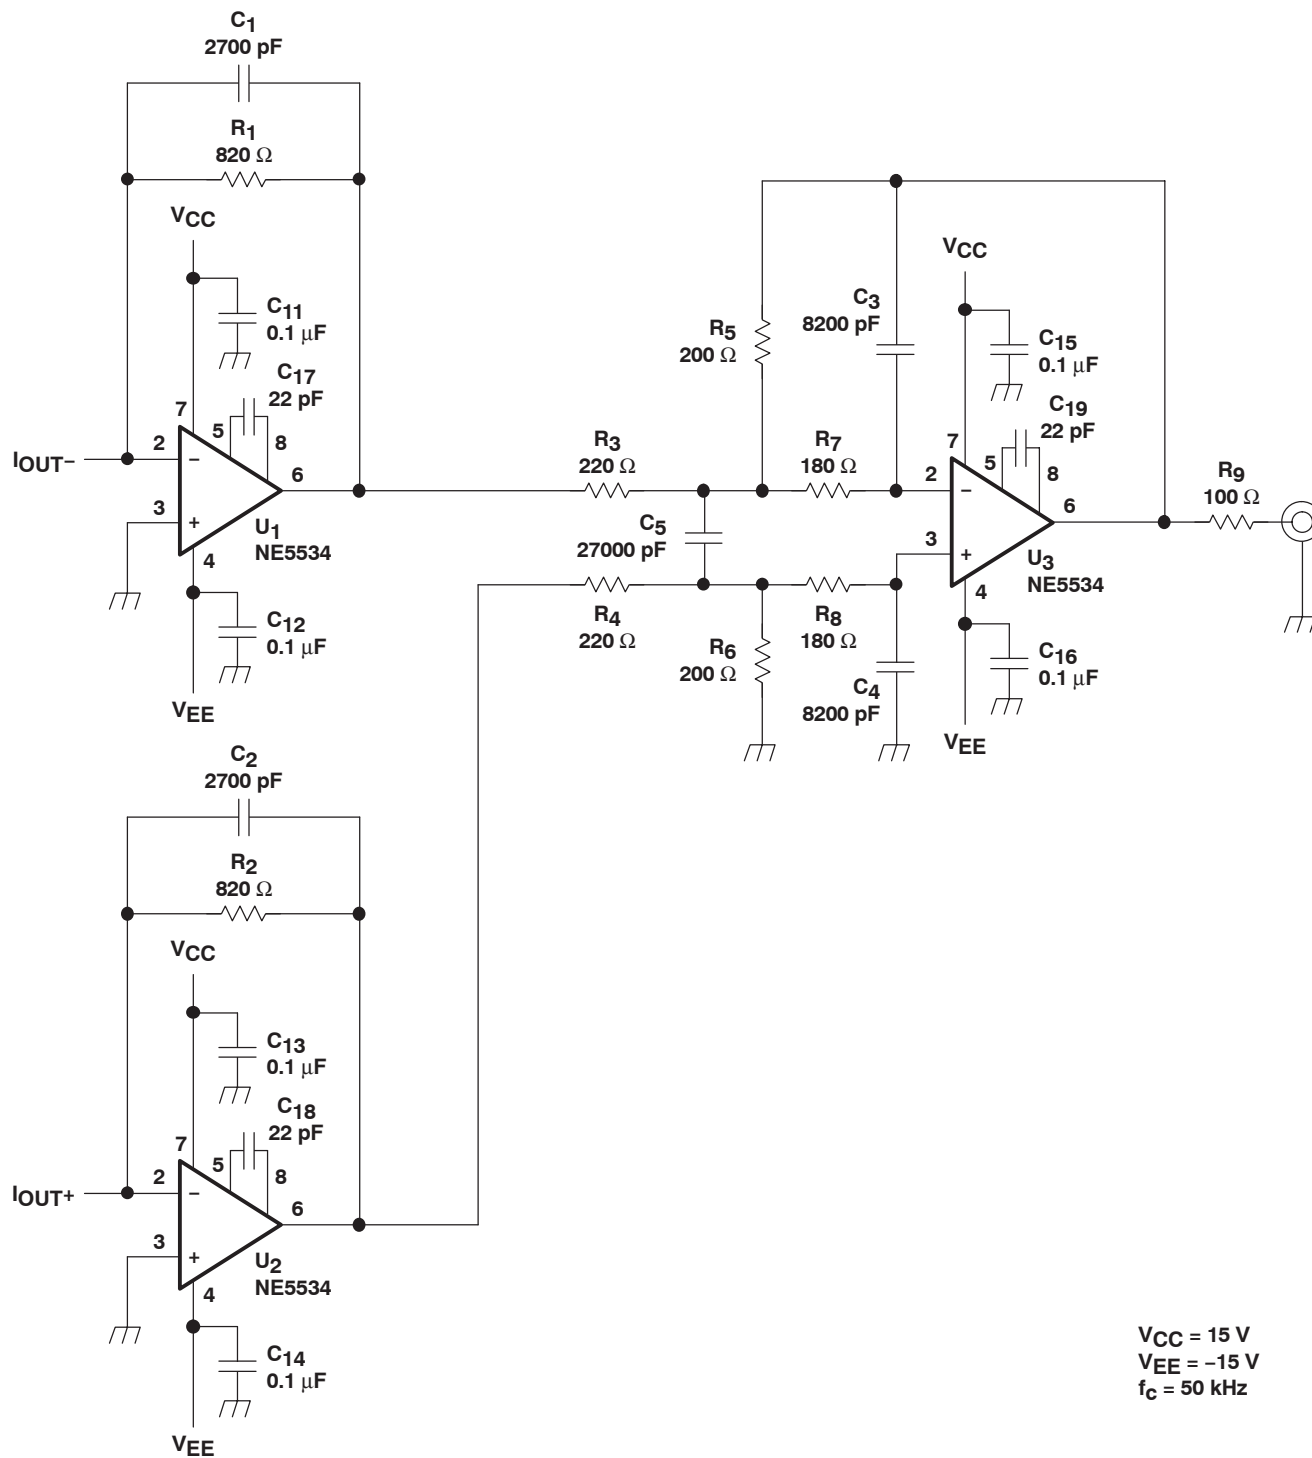 C1
2700 pF
R1
820 Ω
VCC
C11
0.1 μF
C17
22 pF
7
5
8
2
6
IOUT−
−
3
+
U1
NE5534
4
C12
0.1 μF
VEE
R3
220 Ω
C5
27000 pF
R4
220 Ω
R5
200 Ω
R7
180 Ω
C3
8200 pF
R6
200 Ω
R8
180 Ω
C4
8200 pF
VCC
C15
0.1 μF
C19
22 pF
7
5
8
2
−
6
3
+
U3
NE5534
4
C16
0.1 μF
VEE
R9
100 Ω
C2
2700 pF
R2
820 Ω
VCC
C13
0.1 μF
C18
22 pF
7
5
8
2
6
IOUT+
−
3
+
U2
NE5534
4
C14
0.1 μF
VEE
VCC = 15 V
VEE = −15 V
fc = 50 kHz